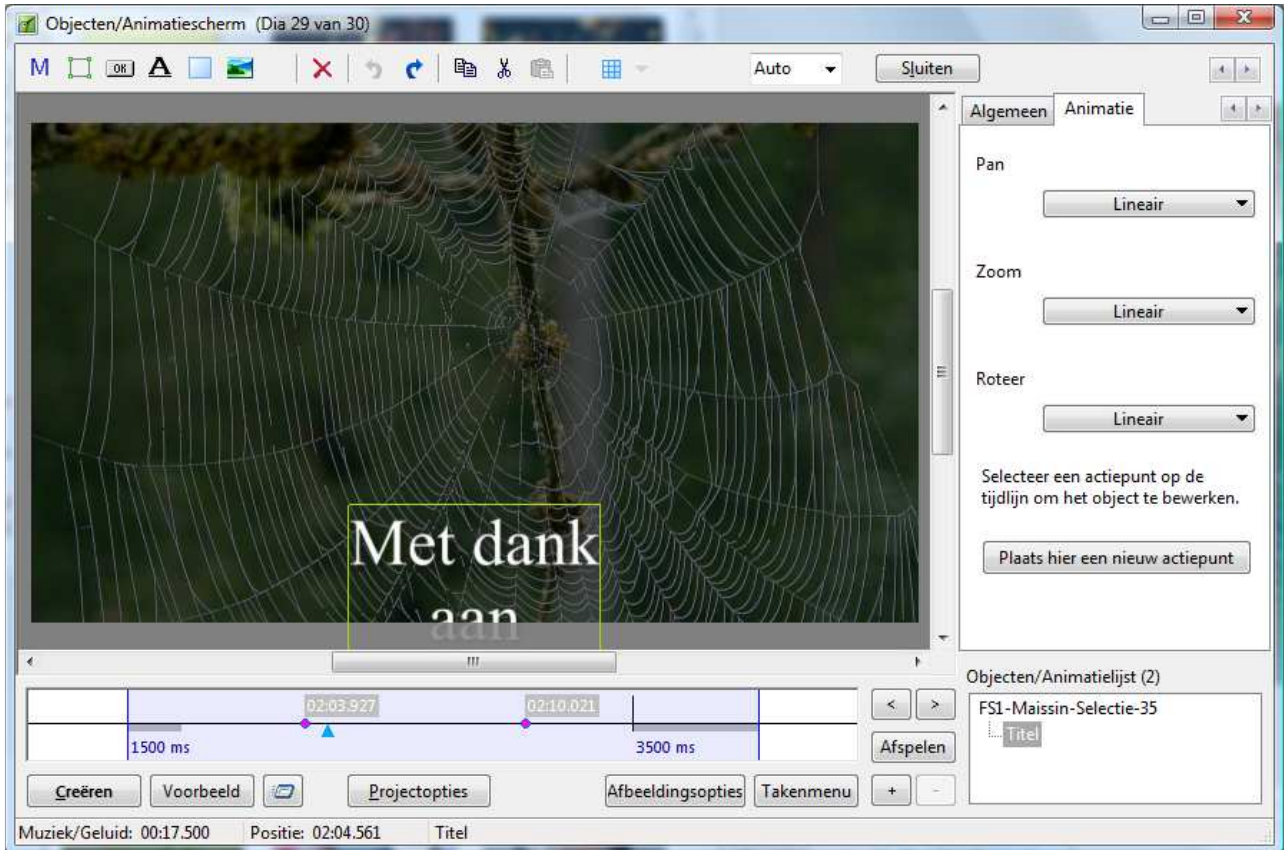 Objecten/Animatiescherm (Dia 29 van 30)
M OK A Auto Sluiten
Algemeen Animatie
Pan
Lineair
Zoom
Lineair
Roteer
Lineair
Selecteer een actiepunt op de
tijdlijn om het object te bewerken.
Plaats hier een nieuw actiepunt
Met dank
aan
Objecten/Animatielijst (2)
FS1-Maissin-Selectie-35
Titel
02:03.927 02:10.021 < >
1500 ms 3500 ms Afspelen
Creëren Voorbeeld Projectopties Afbeeldingsopties Takenmenu + -
Muziek/Geluid: 00:17.500 Positie: 02:04.561 Titel